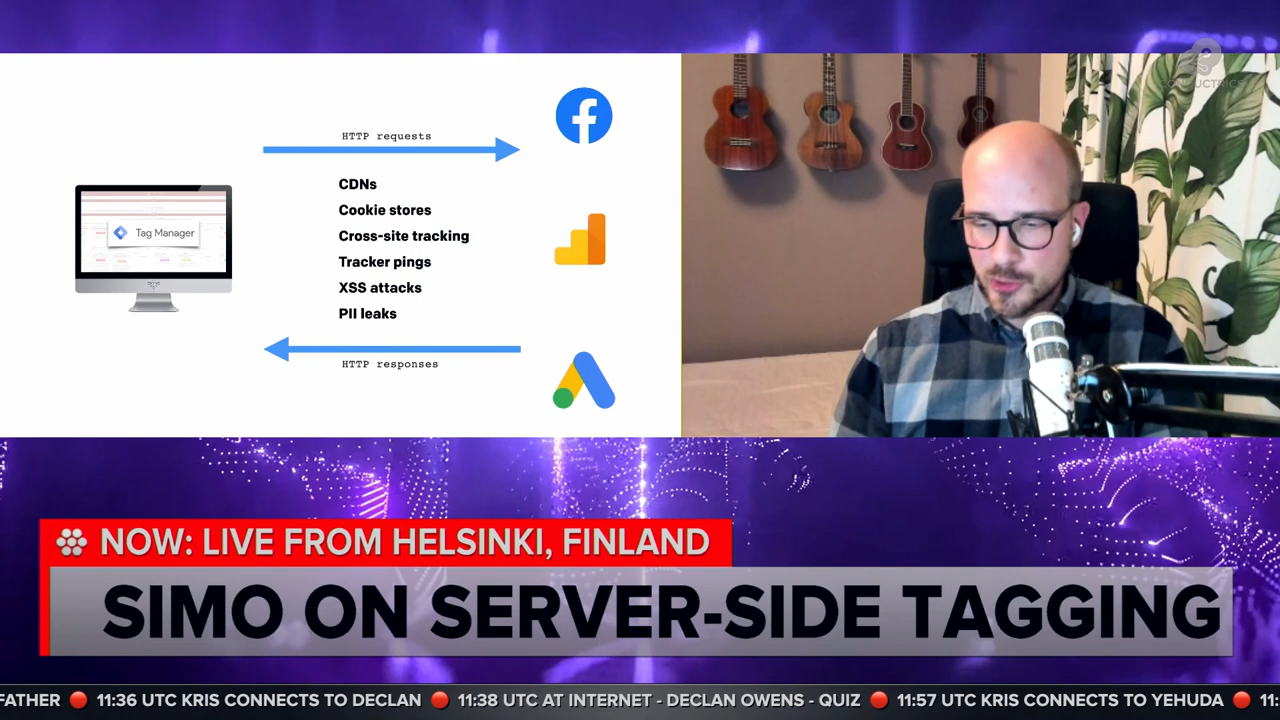 HTTP requests
Tag Manager
CDNs
Cookie stores
Cross-site tracking
Tracker pings
XSS attacks
PII leaks
HTTP responses
NOW: LIVE FROM HELSINKI, FINLAND
SIMO ON SERVER-SIDE TAGGING
FATHER 11:36 UTC KRIS CONNECTS TO DECLAN 11:38 UTC AT INTERNET - DECLAN OWENS - QUIZ 11:57 UTC KRIS CONNECTS TO YEHUDA 11: